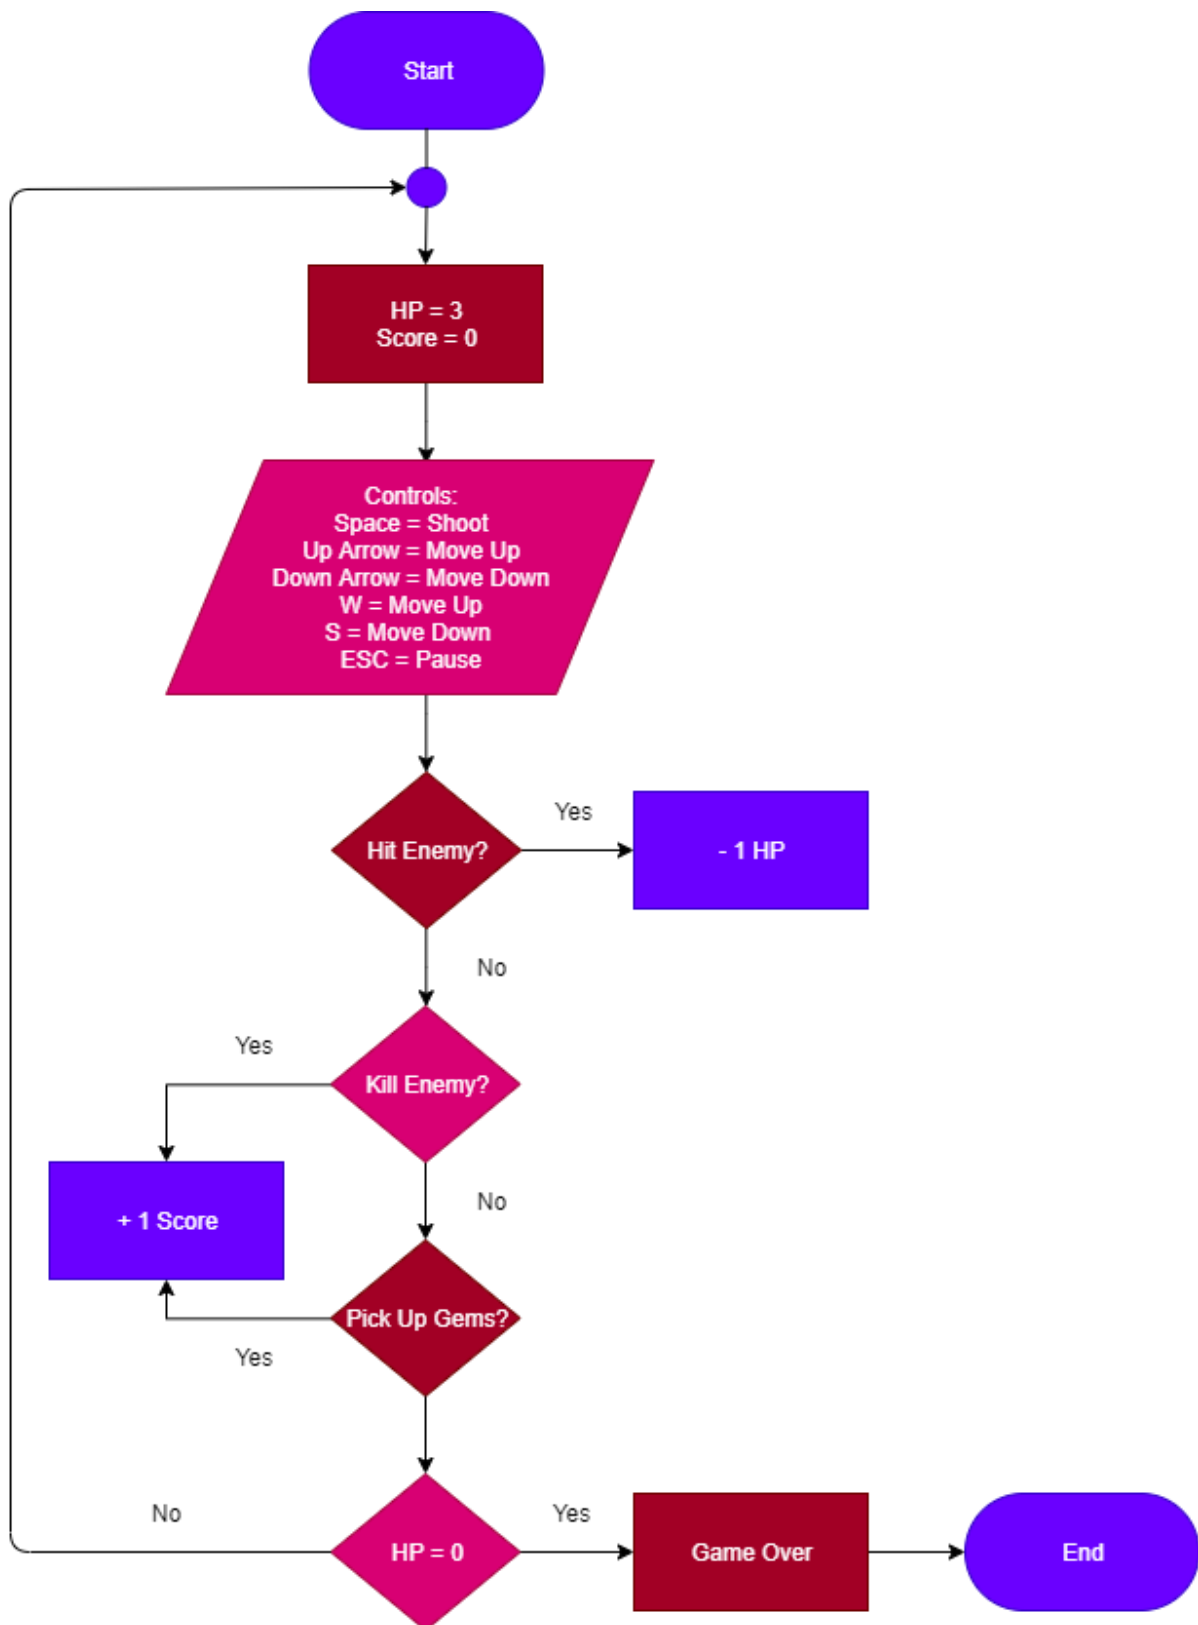 Start
HP = 3
Score = 0
Controls:
Space = Shoot
Up Arrow = Move Up
Down Arrow = Move Down
W = Move Up
S = Move Down
ESC = Pause
Hit Enemy?
Yes
- 1 HP
No
Kill Enemy?
Yes
+ 1 Score
No
Pick Up Gems?
Yes
HP = 0
No
Yes
Game Over
End